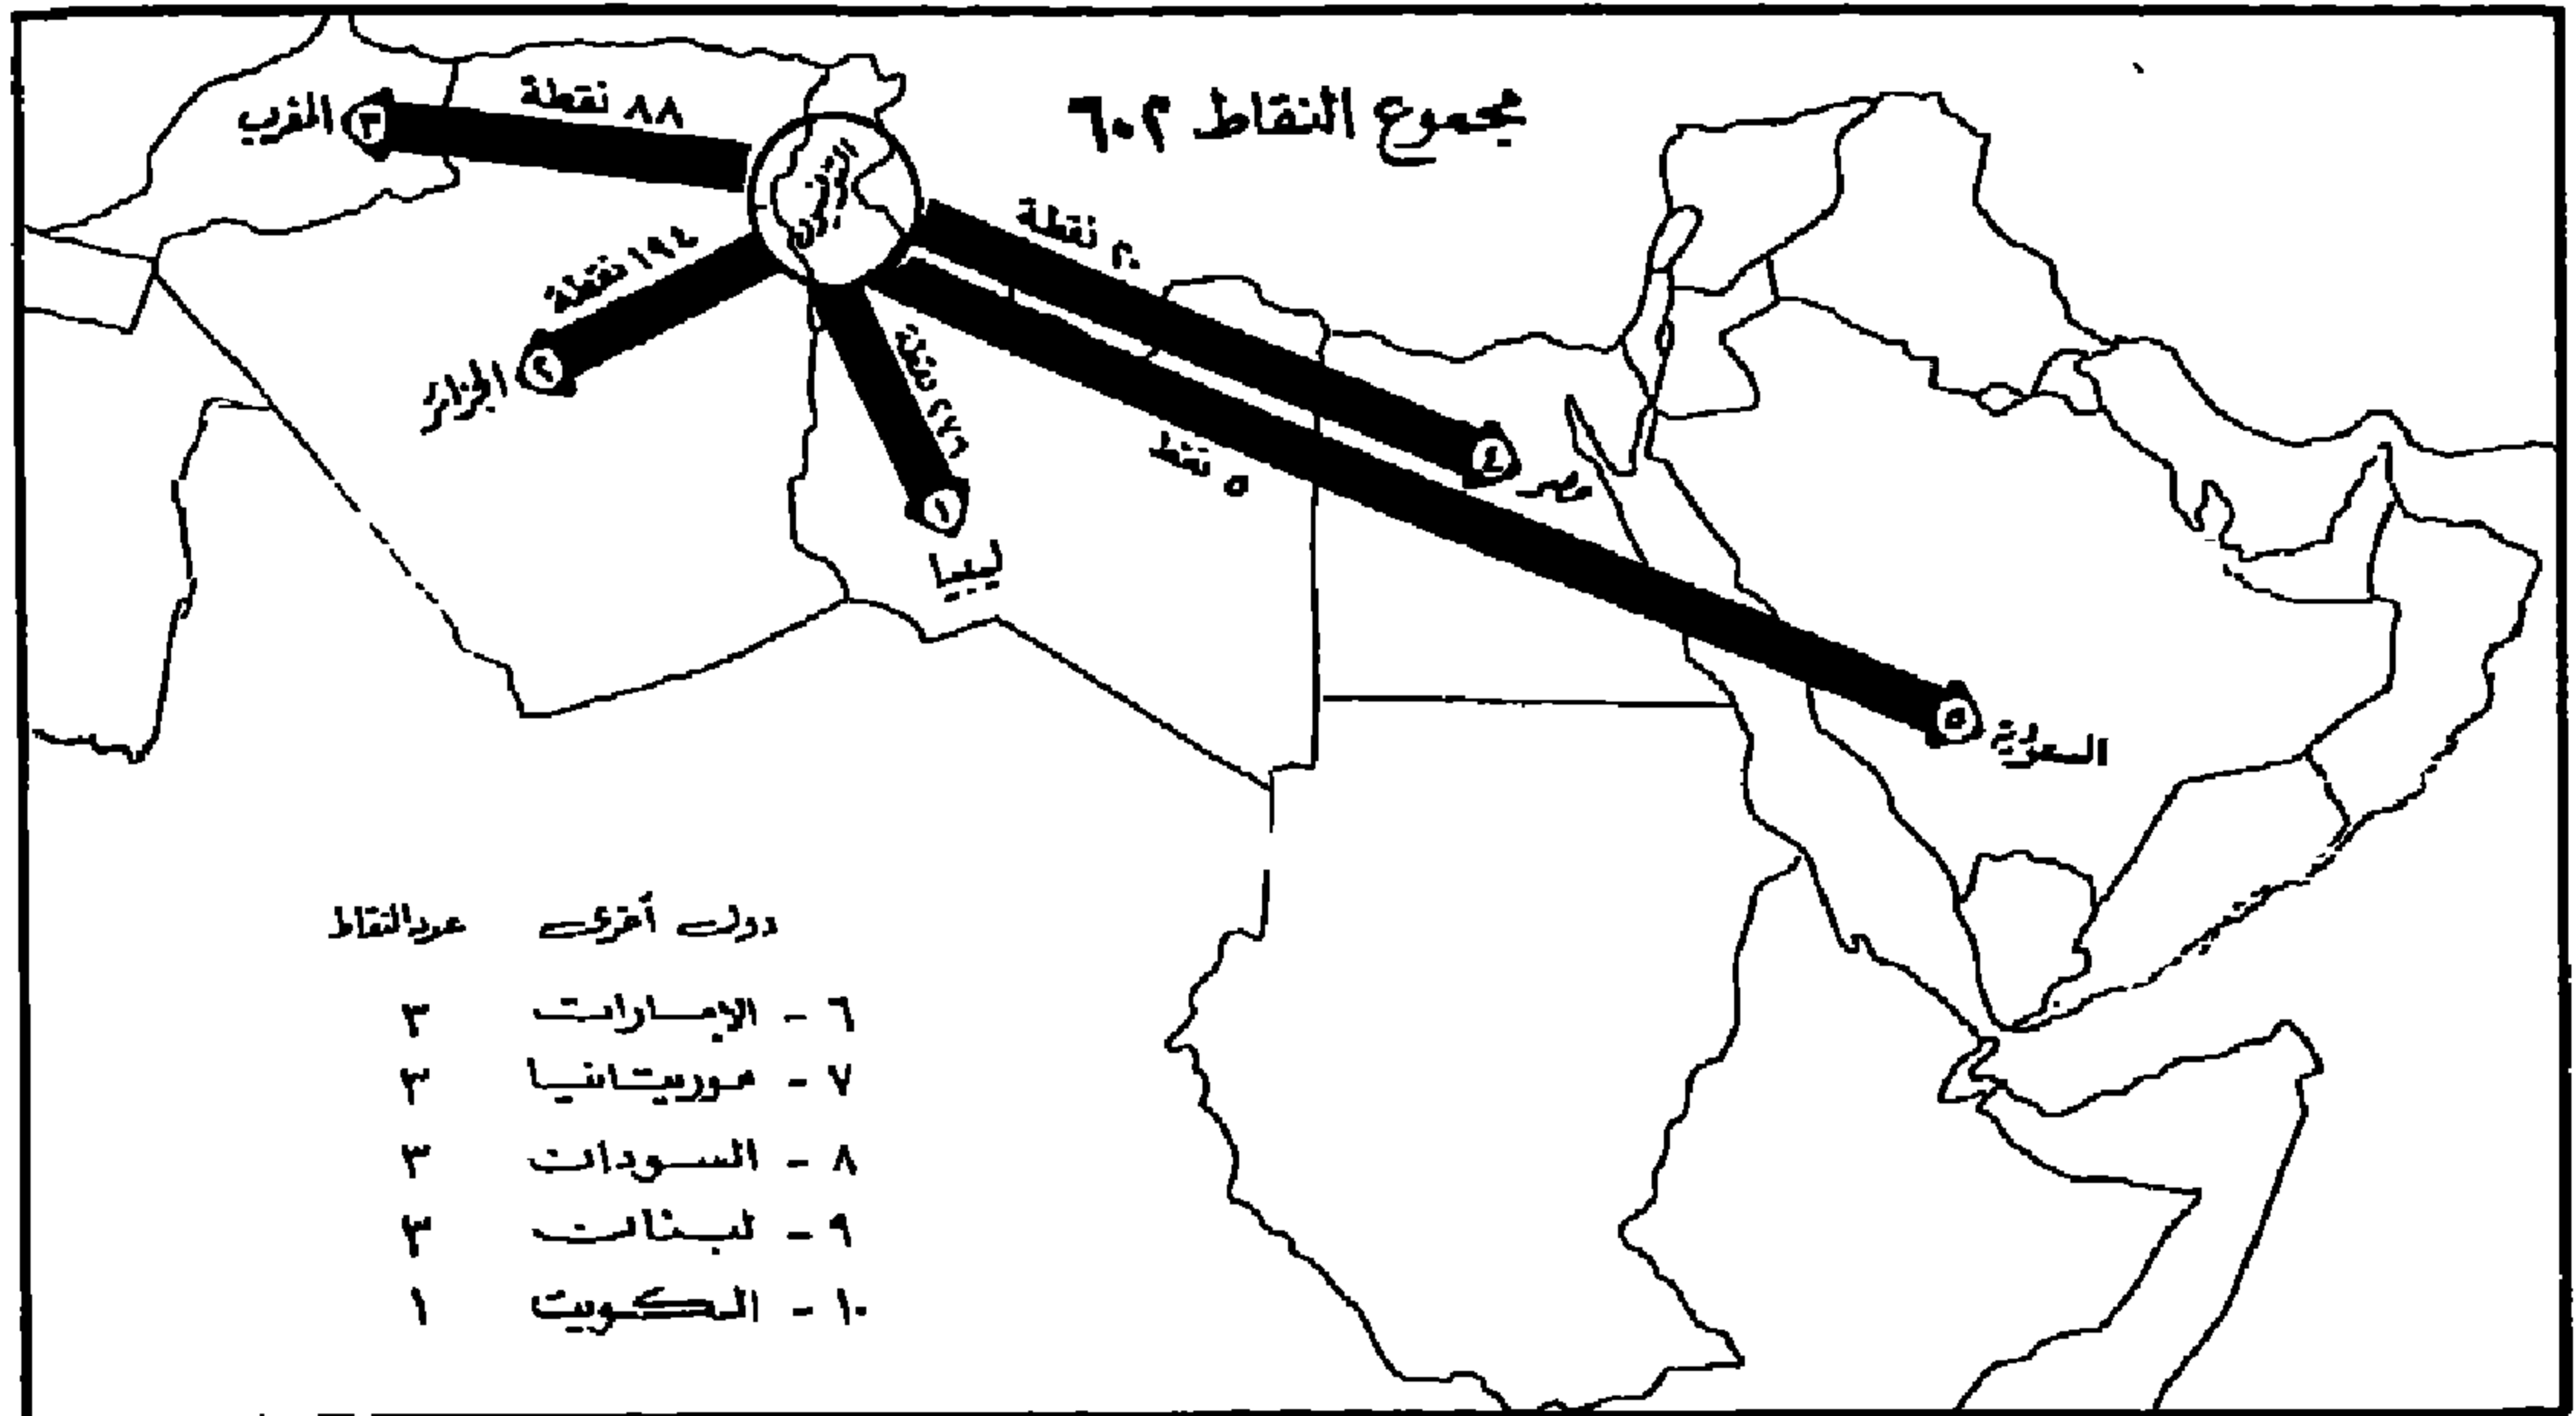 مجموع النقاط ٦٠٢
٨٨ نقطة
٣ المغرب
التونسيون
٢٠ نقطة
١٩٤ نقطة
٢ الجزائر
٢٧٦ نقطة
١
ليبيا
٥ نقط
٤ مصر
٥ السعودية
دول أخرى عدد النقاط
٦ - الإمارات ٣
٧ - موريتانيا ٣
٨ - السودان ٣
٩ - لبنان ٣
١٠ - الكويت ١